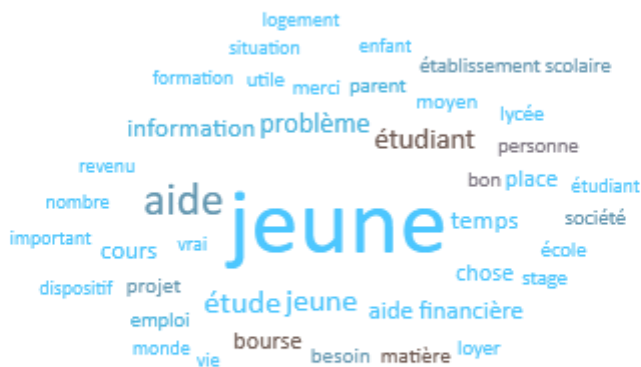 logement
situation enfant
établissement scolaire
formation utile merci parent
moyen
lycée
information problème étudiant
personne
revenu
bon place étudiant
nombre aide jeune temps société
important cours vrai
école
chose stage
dispositif projet
étude jeune aide financière
emploi
monde vie bourse besoin matière loyer